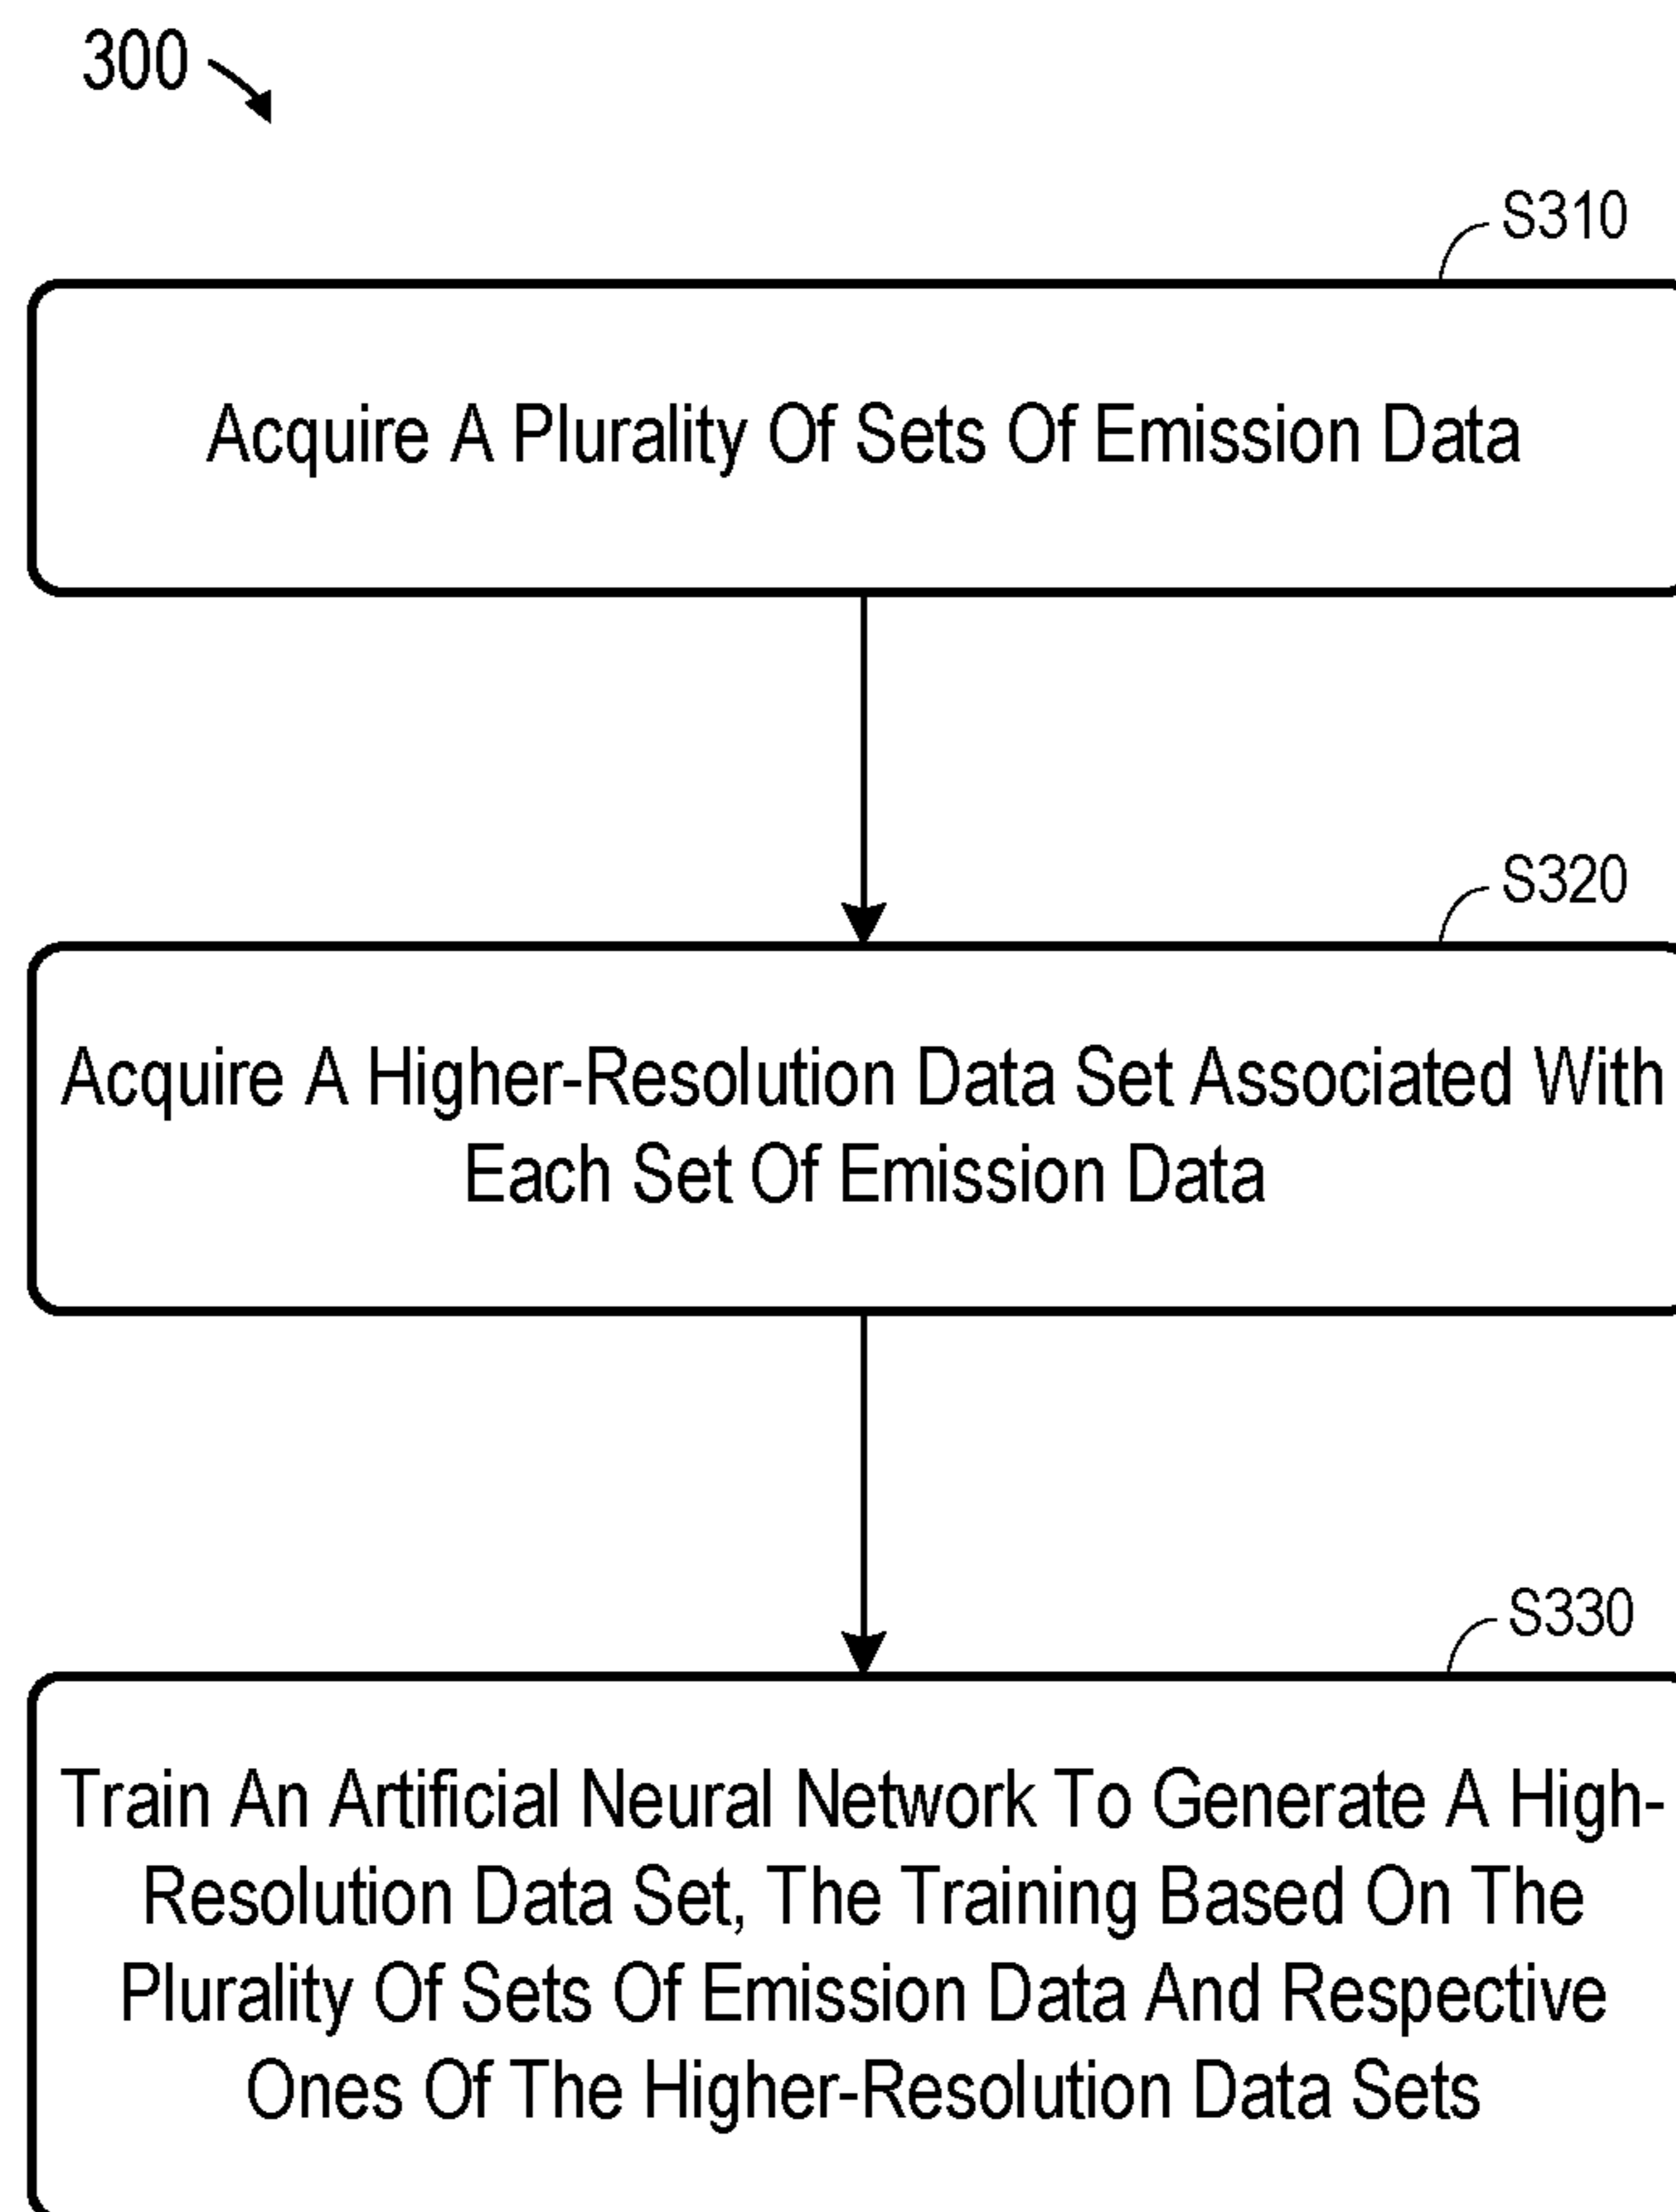 300
S310
Acquire A Plurality Of Sets Of Emission Data
S320
Acquire A Higher-Resolution Data Set Associated With
Each Set Of Emission Data
S330
Train An Artificial Neural Network To Generate A High-
Resolution Data Set, The Training Based On The
Plurality Of Sets Of Emission Data And Respective
Ones Of The Higher-Resolution Data Sets